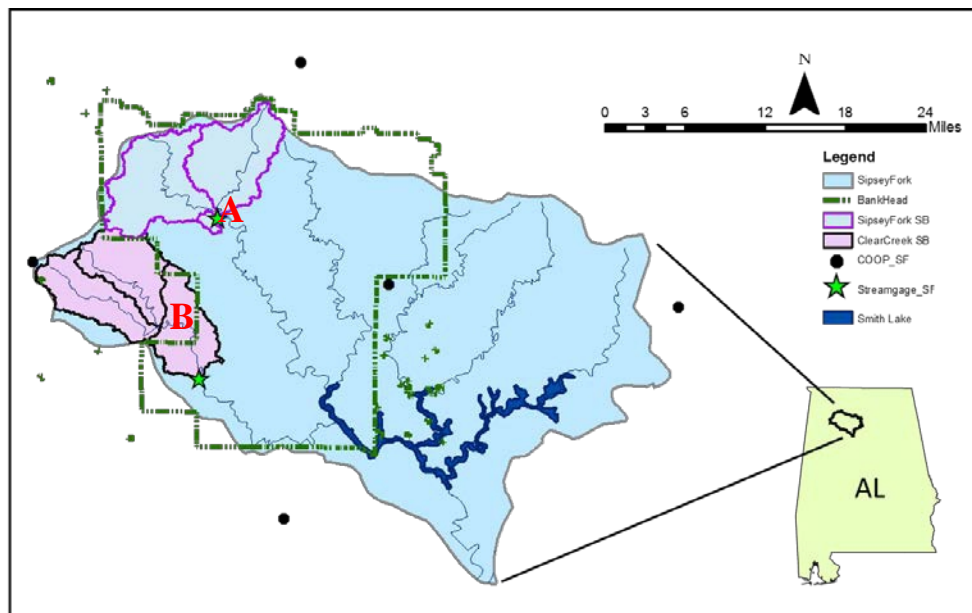 N
0 3 6 12 18 24
Miles
Legend
SipseyFork
BankHead
SipseyFork SB
ClearCreek SB
COOP_SF
Streamgage_Sf
Smith Lake
A
B
AL